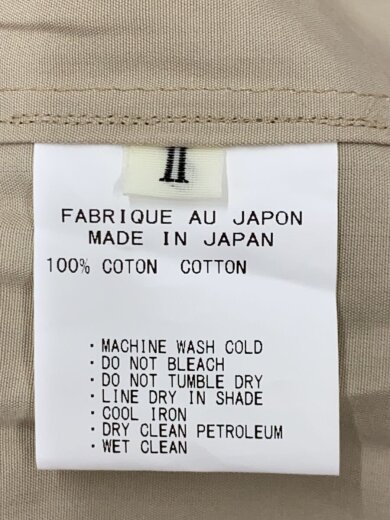 II
FABRIQUE AU JAPON
MADE IN JAPAN
100% COTON COTTON
・MACHINE WASH COLD
・DO NOT BLEACH
・DO NOT TUMBLE DRY
・LINE DRY IN SHADE
・COOL IRON
・DRY CLEAN PETROLEUM
・WET CLEAN